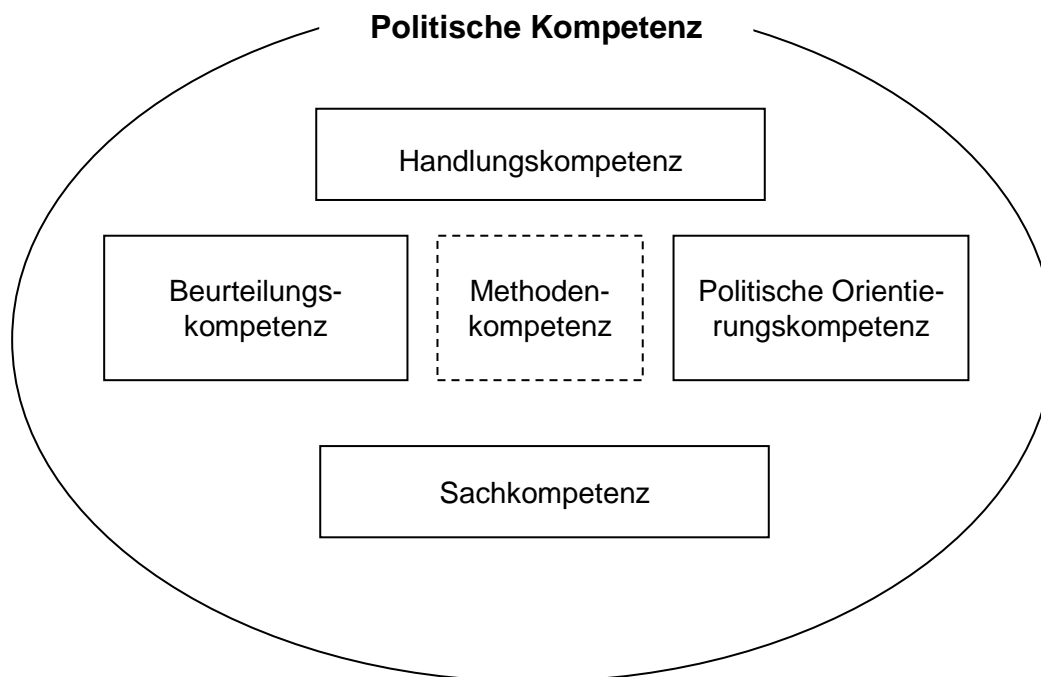 Politische Kompetenz
Handlungskompetenz
Beurteilungs-
kompetenz
Methoden-
kompetenz
Politische Orientie-
rungskompetenz
Sachkompetenz